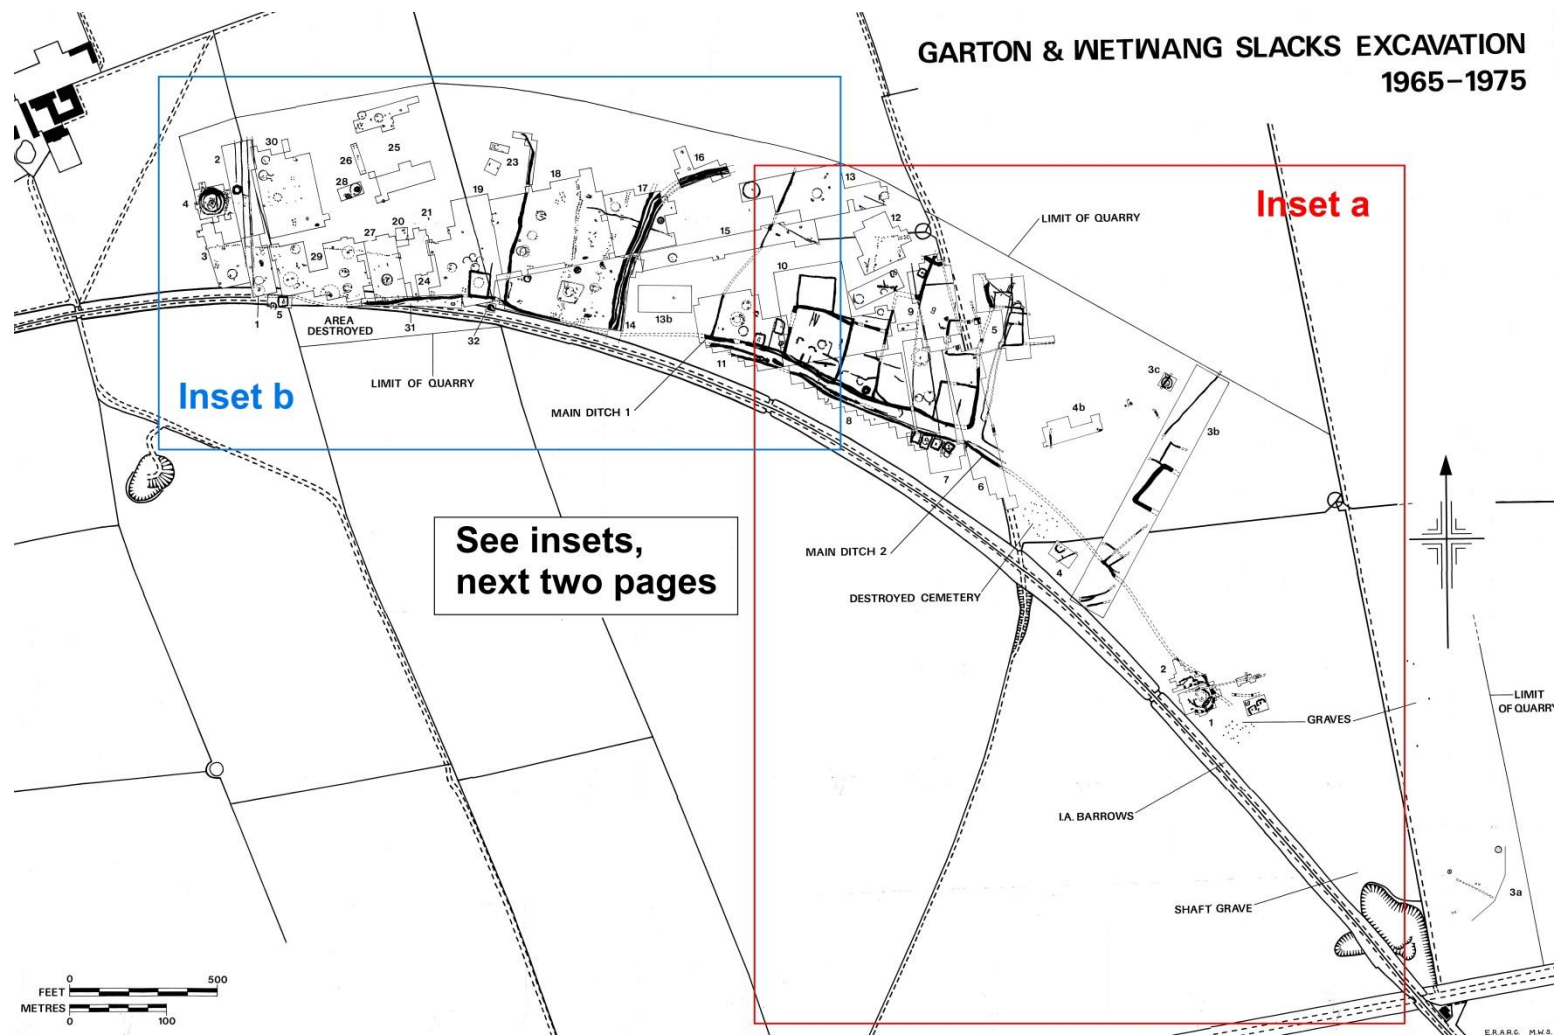 GARTON & WETWANG SLACKS EXCAVATION
1965–1975
Inset a
Inset b
See insets,
next two pages
LIMIT OF QUARRY
AREA
DESTROYED
LIMIT OF QUARRY
MAIN DITCH 1
MAIN DITCH 2
DESTROYED CEMETERY
GRAVES
LIMIT
OF QUARRY
I.A. BARROWS
SHAFT GRAVE
30
2
26
25
28
4
23
16
18
17
19
13
12
20
21
27
15
3
29
24
10
13b
1
5
31
32
14
11
9
9
5
8
7
6
4b
3c
3b
4
2
1
3a
0
500
FEET
METRES
0
100
E.R.A.R.C. M.W.S.